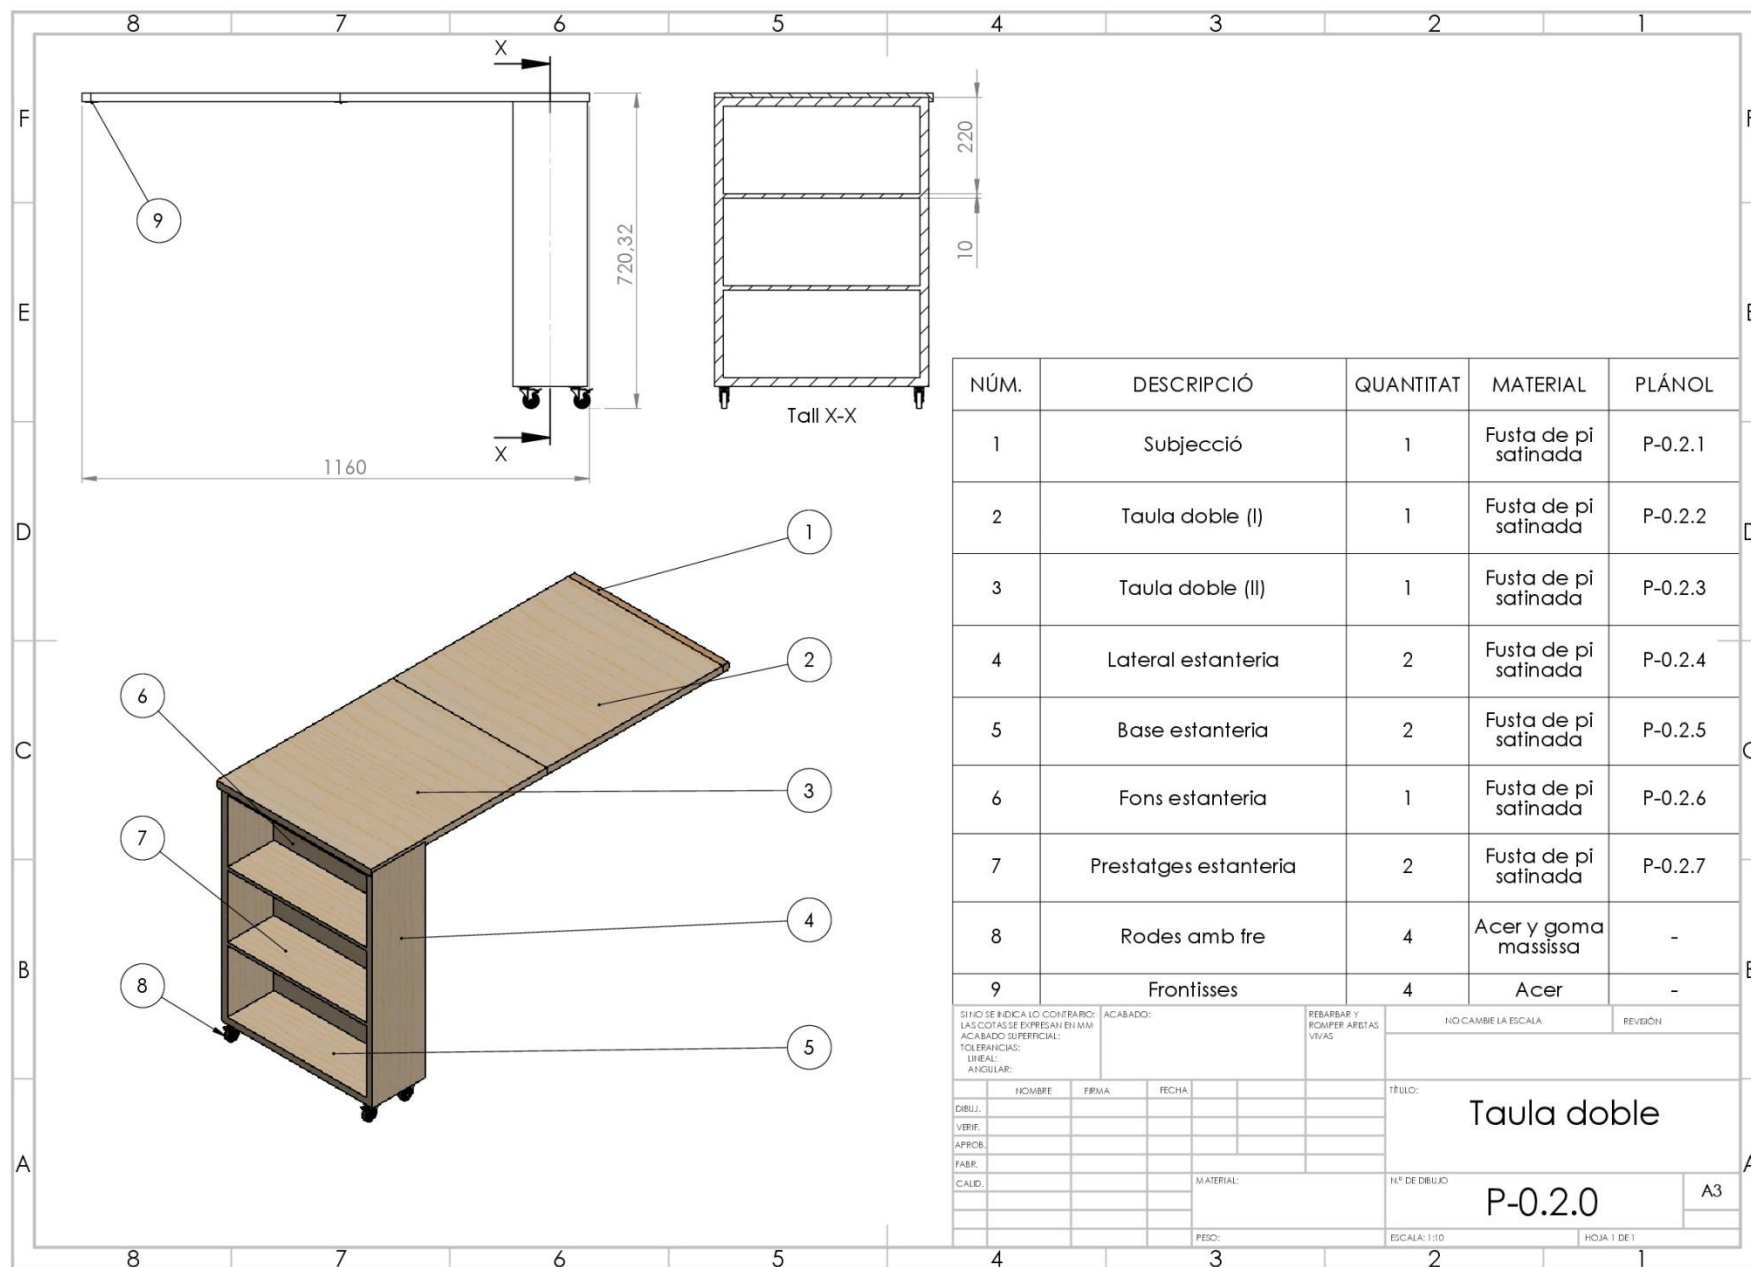 8 7 6 5 4 3 2 1
F
E
D
C
B
A
X
X
9
720,32
1160
220
10
Tall X-X
1
2
3
4
5
6
7
8
NÚM. DESCRIPCIÓ QUANTITAT MATERIAL PLÁNOL
1 Subjecció 1 Fusta de pi satinada P-0.2.1
2 Taula doble (I) 1 Fusta de pi satinada P-0.2.2
3 Taula doble (II) 1 Fusta de pi satinada P-0.2.3
4 Lateral estanteria 2 Fusta de pi satinada P-0.2.4
5 Base estanteria 2 Fusta de pi satinada P-0.2.5
6 Fons estanteria 1 Fusta de pi satinada P-0.2.6
7 Prestatges estanteria 2 Fusta de pi satinada P-0.2.7
8 Rodes amb fre 4 Acer y goma massissa -
9 Frontisses 4 Acer -
SI NO SE INDICA LO CONTRARIO:
LAS COTAS SE EXPRESAN EN MM
ACABADO SUPERFICIAL:
TOLERANCIAS:
LINEAL:
ANGULAR:
ACABADO:
REBARBAR Y
ROMPER ARISTAS
VIVAS
NO CAMBIE LA ESCALA
REVISIÓN
NOMBRE FIRMA FECHA
DIBUJ.
VERIF.
APROB.
FABR.
CALID.
TÍTULO:
Taula doble
MATERIAL:
N.º DE DIBUJO
P-0.2.0
A3
PESO:
ESCALA: 1:10
HOJA 1 DE 1
8 7 6 5 4 3 2 1